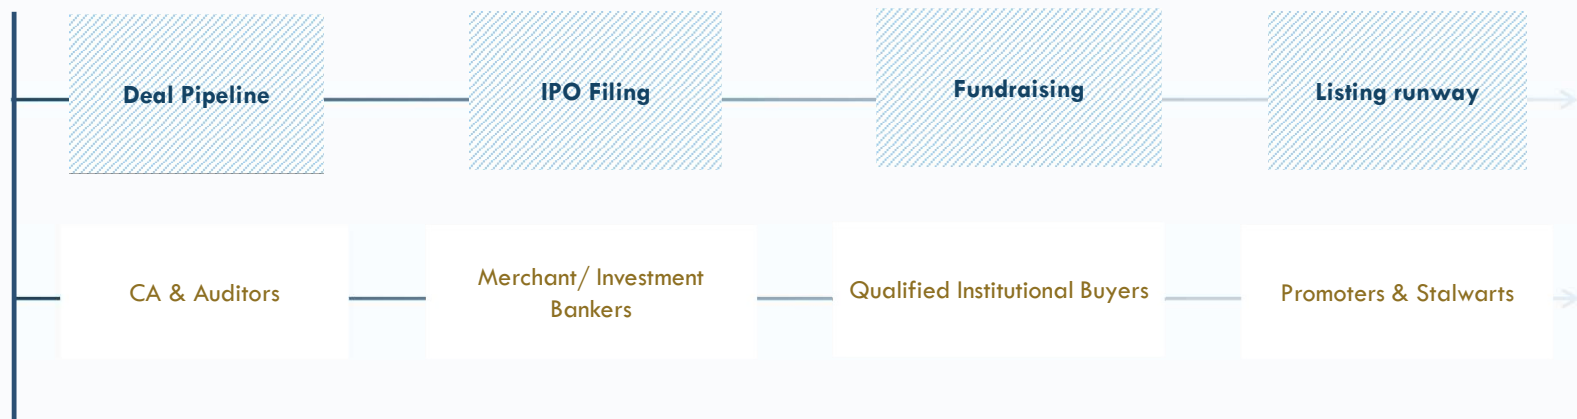 Deal Pipeline
IPO Filing
Fundraising
Listing runway
CA & Auditors
Merchant/ Investment
Bankers
Qualified Institutional Buyers
Promoters & Stalwarts